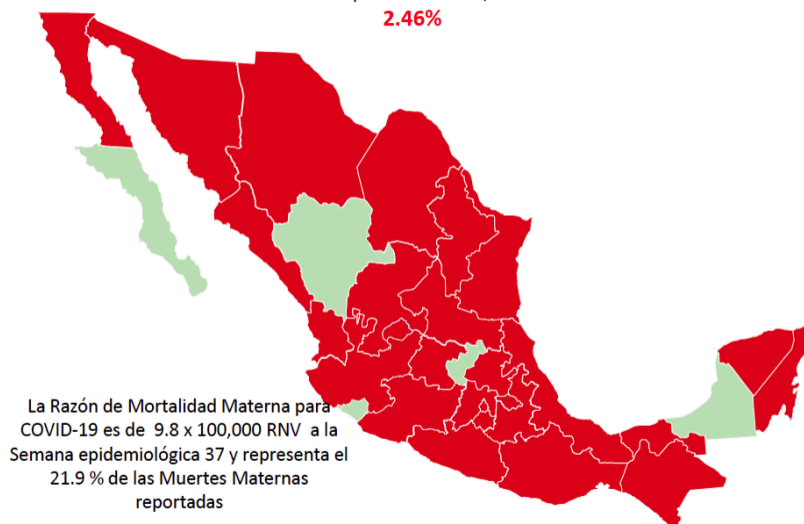 2.46%
La Razón de Mortalidad Materna para
COVID-19 es de 9.8 x 100,000 RNV a la
Semana epidemiológica 37 y representa el
21.9 % de las Muertes Maternas
reportadas